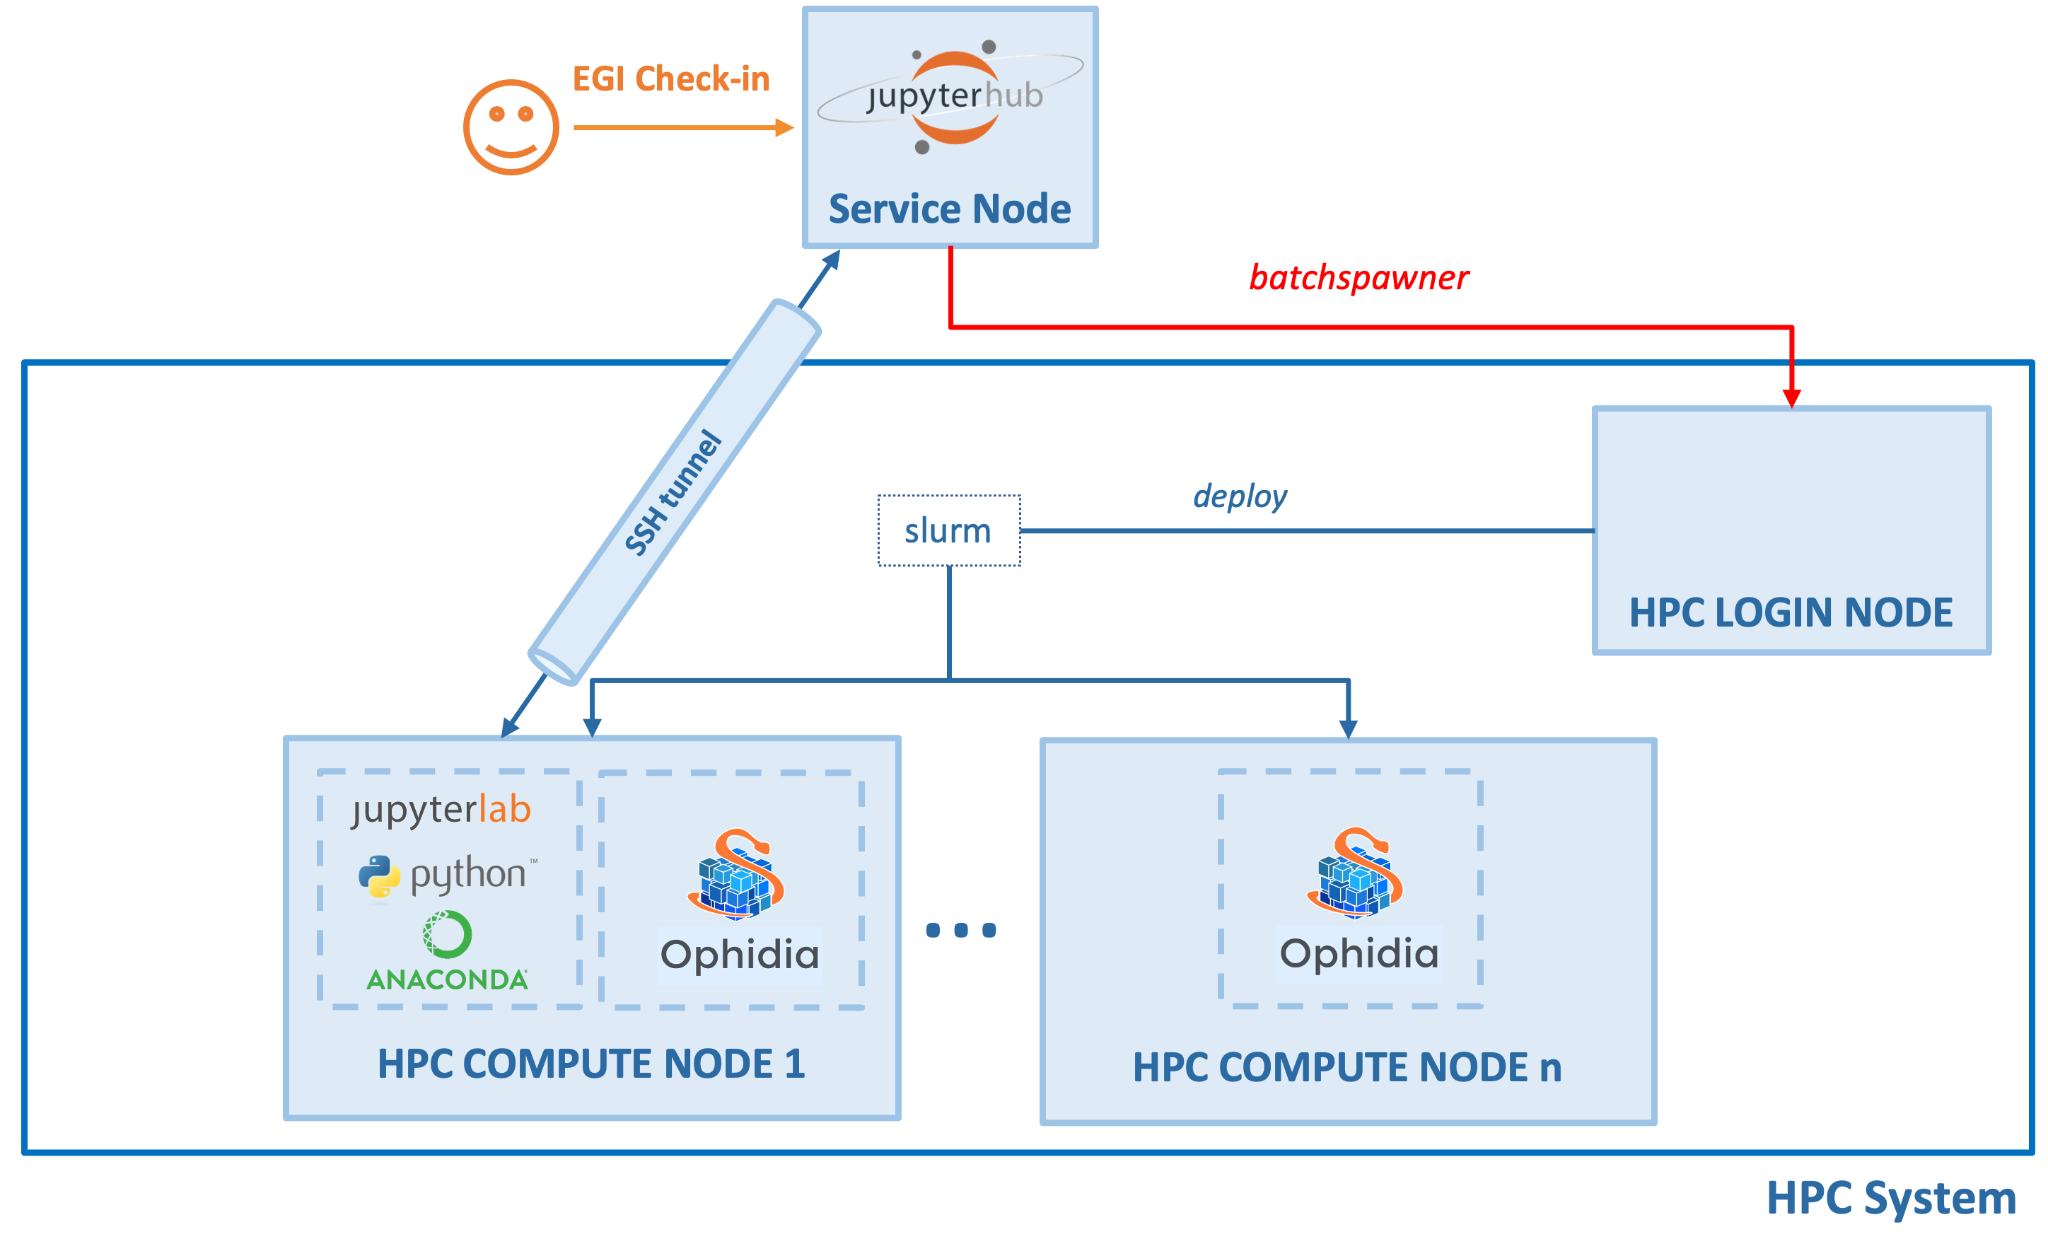 EGI Check-in
jupyterhub
Service Node
batchspawner
SSH tunnel
slurm
deploy
HPC LOGIN NODE
jupyterlab
python™
ANACONDA
Ophidia
HPC COMPUTE NODE 1
...
Ophidia
HPC COMPUTE NODE n
HPC System